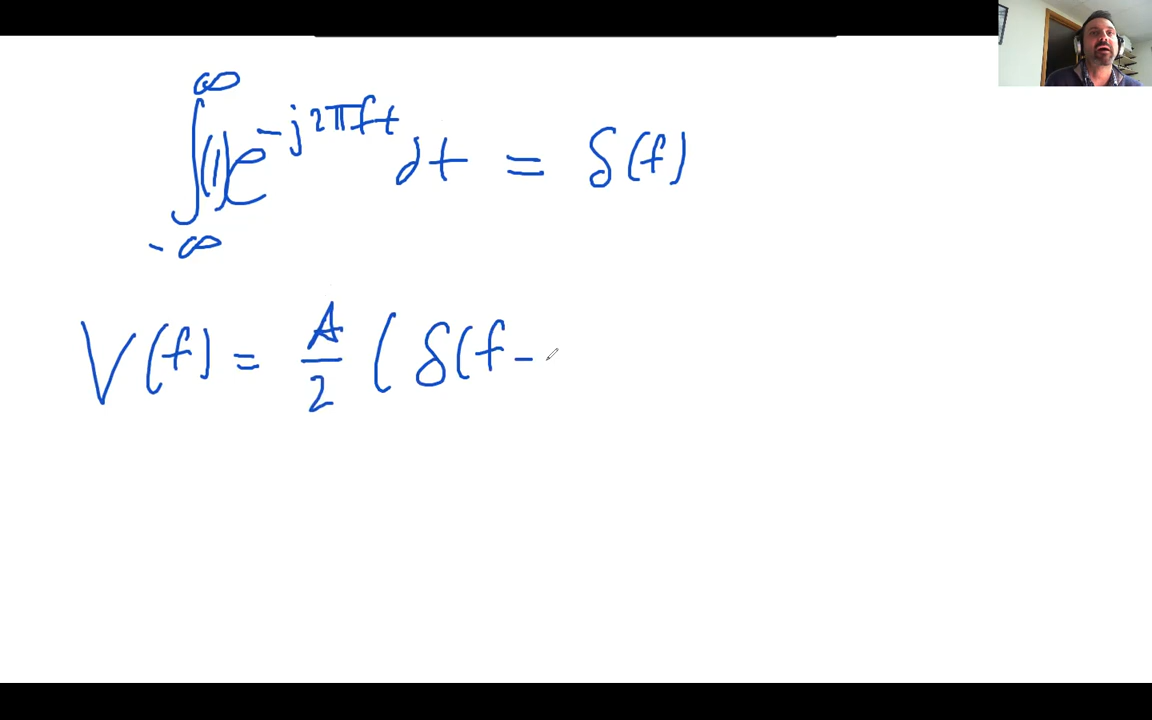 ∫_{-∞}^{∞} (1)e^{-j2πft} dt = δ(f)
V(f) = A/2 ( δ(f -